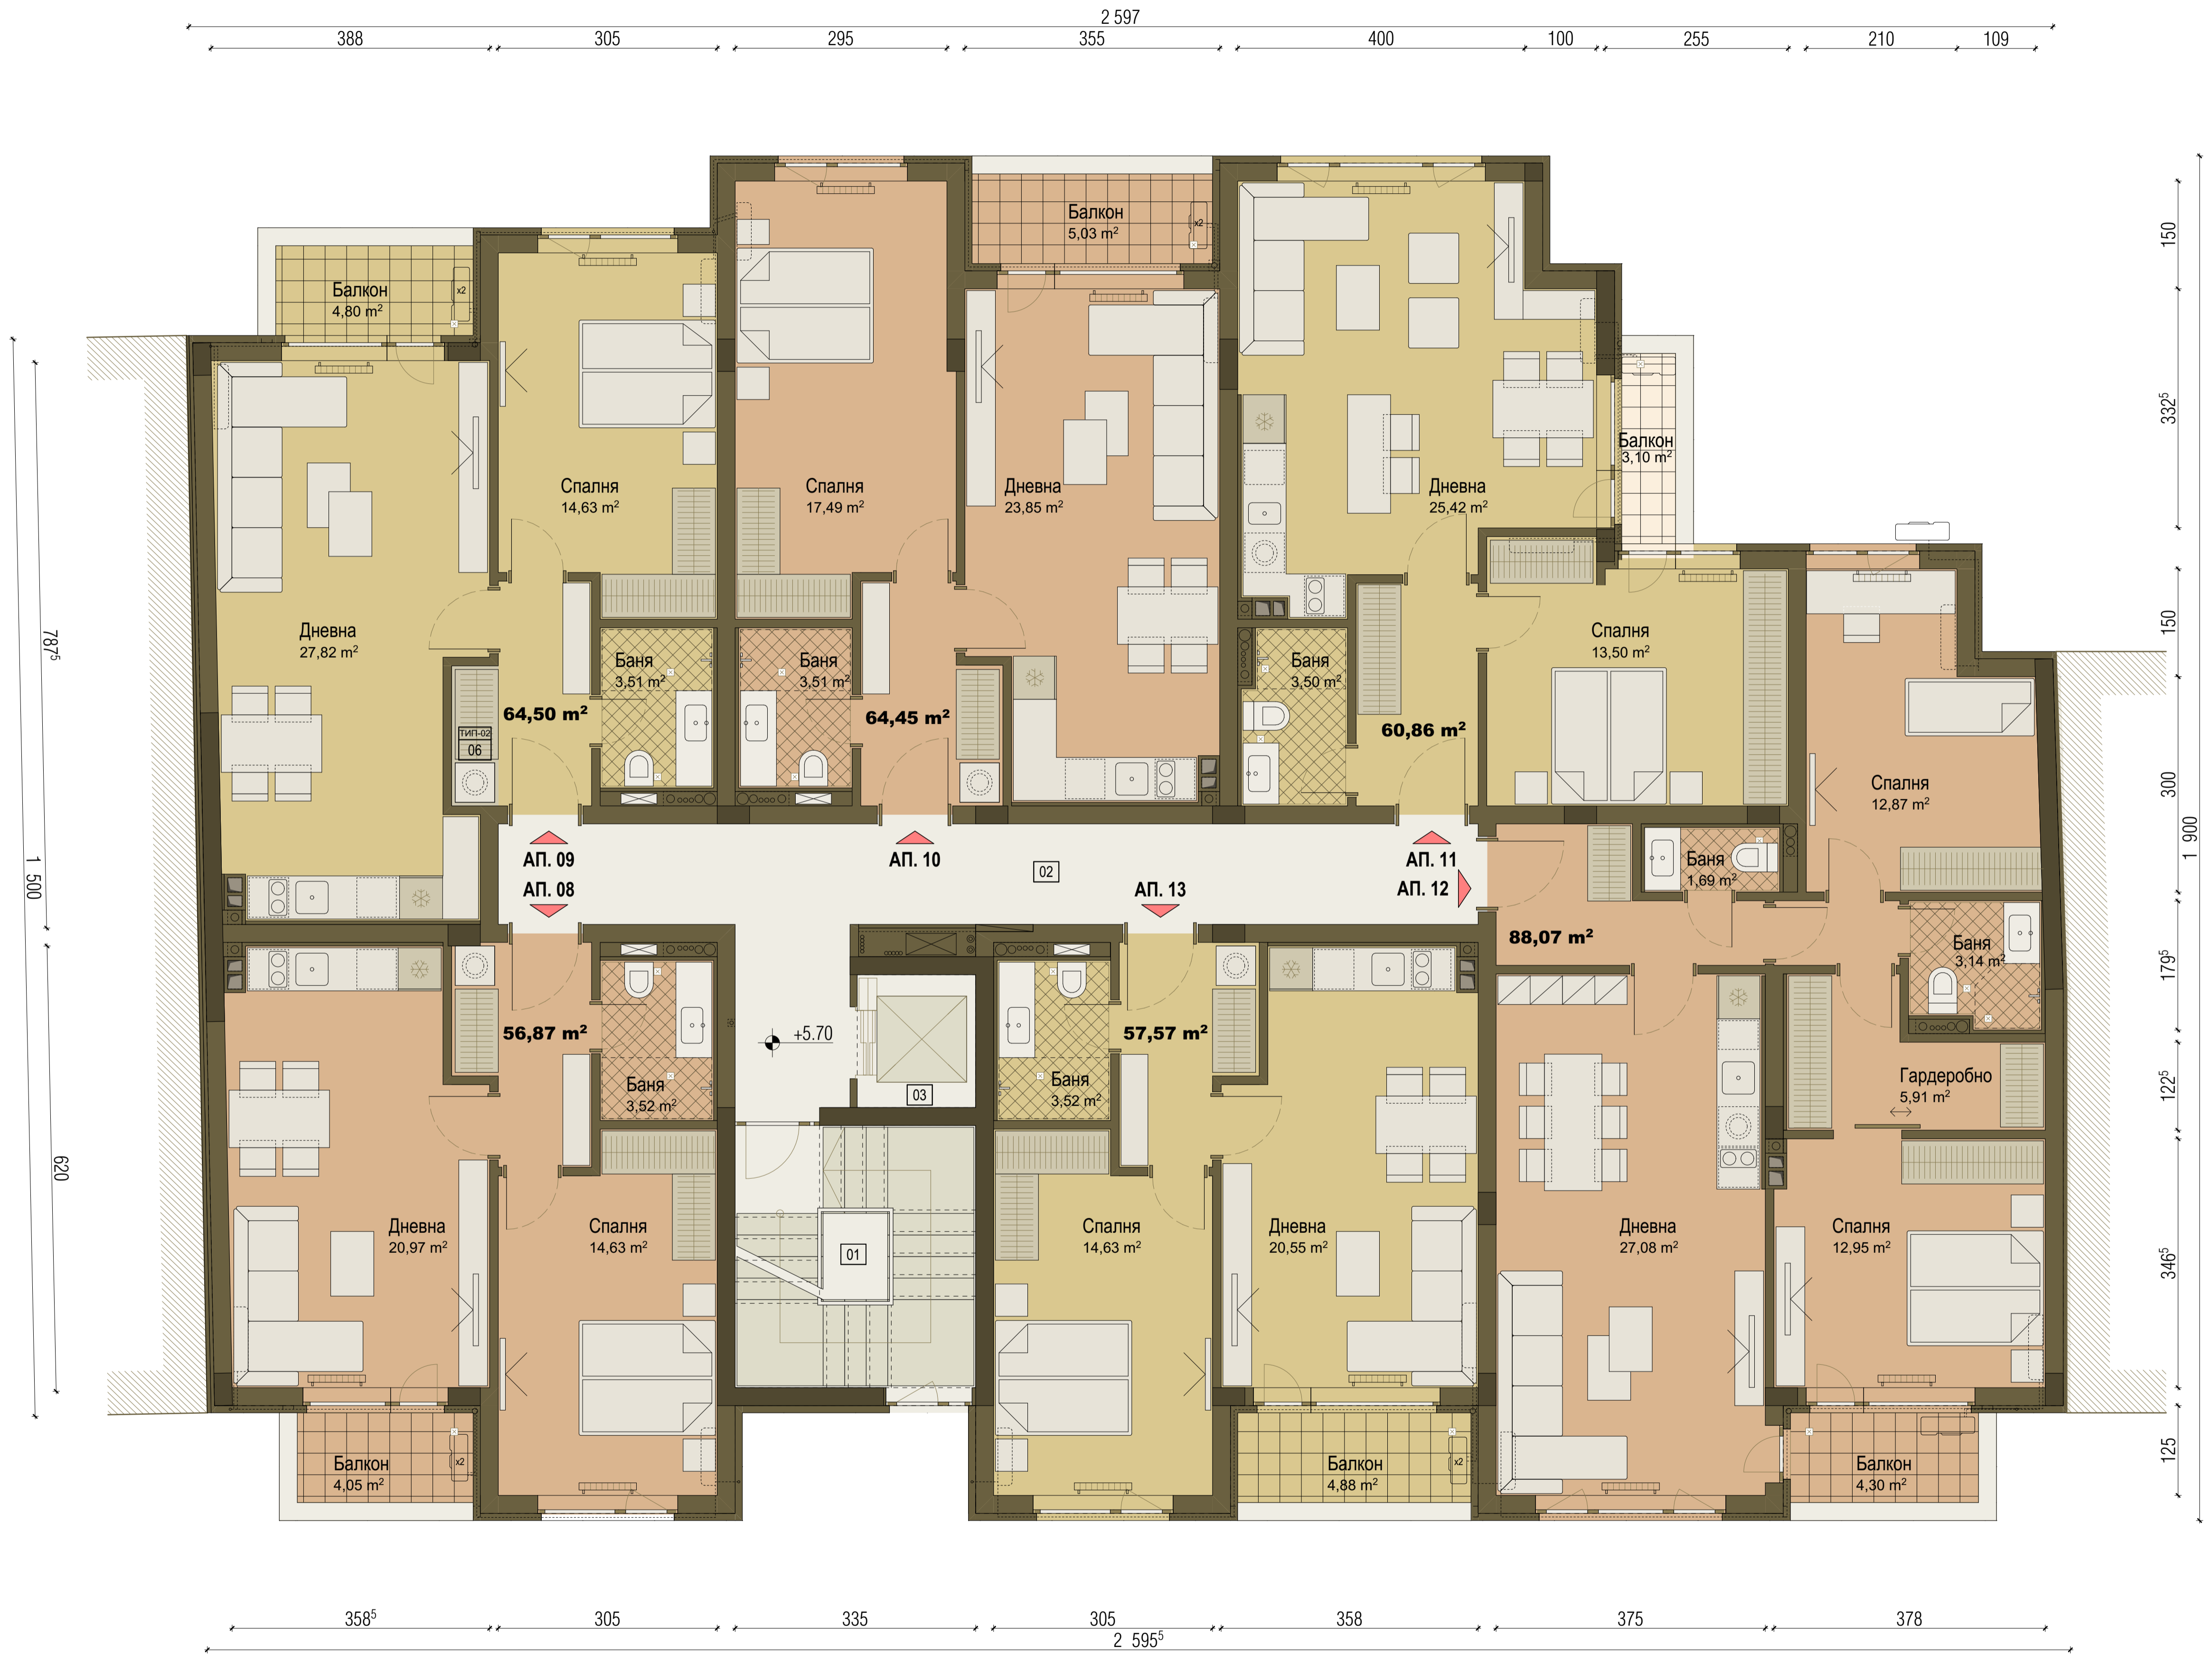 2 597
388 305 295 355 400 100 255 210 109
Балкон
5,03 m²
x2
Балкон
4,80 m²
x2
150
332⁵
Балкон
3,10 m²
Спалня
14,63 m²
Спалня
17,49 m²
Дневна
23,85 m²
Дневна
25,42 m²
Дневна
27,82 m²
Баня
3,51 m²
Баня
3,51 m²
Баня
3,50 m²
Спалня
13,50 m²
150
787⁵
64,50 m²
64,45 m²
60,86 m²
ТИП-02
06
Спалня
12,87 m²
300
1 900
1 500
АП. 09
АП. 10
АП. 11
АП. 08
АП. 13
АП. 12
02
Баня
1,69 m²
88,07 m²
Баня
3,14 m²
179⁵
56,87 m²
+5.70
57,57 m²
Баня
3,52 m²
03
Баня
3,52 m²
Гардеробно
5,91 m²
122⁵
620
Дневна
20,97 m²
Спалня
14,63 m²
01
Спалня
14,63 m²
Дневна
20,55 m²
Дневна
27,08 m²
Спалня
12,95 m²
346⁵
Балкон
4,05 m²
x2
Балкон
4,88 m²
x2
Балкон
4,30 m²
125
358⁵ 305 335 305 358 375 378
2 595⁵